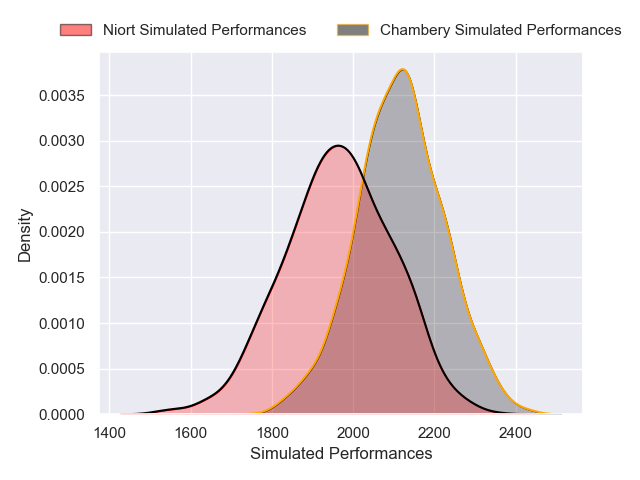 Niort Simulated Performances Chambery Simulated Performances
0.0035
0.0030
0.0025
0.0020
0.0015
0.0010
0.0005
0.0000
Density
1400 1600 1800 2000 2200 2400
Simulated Performances